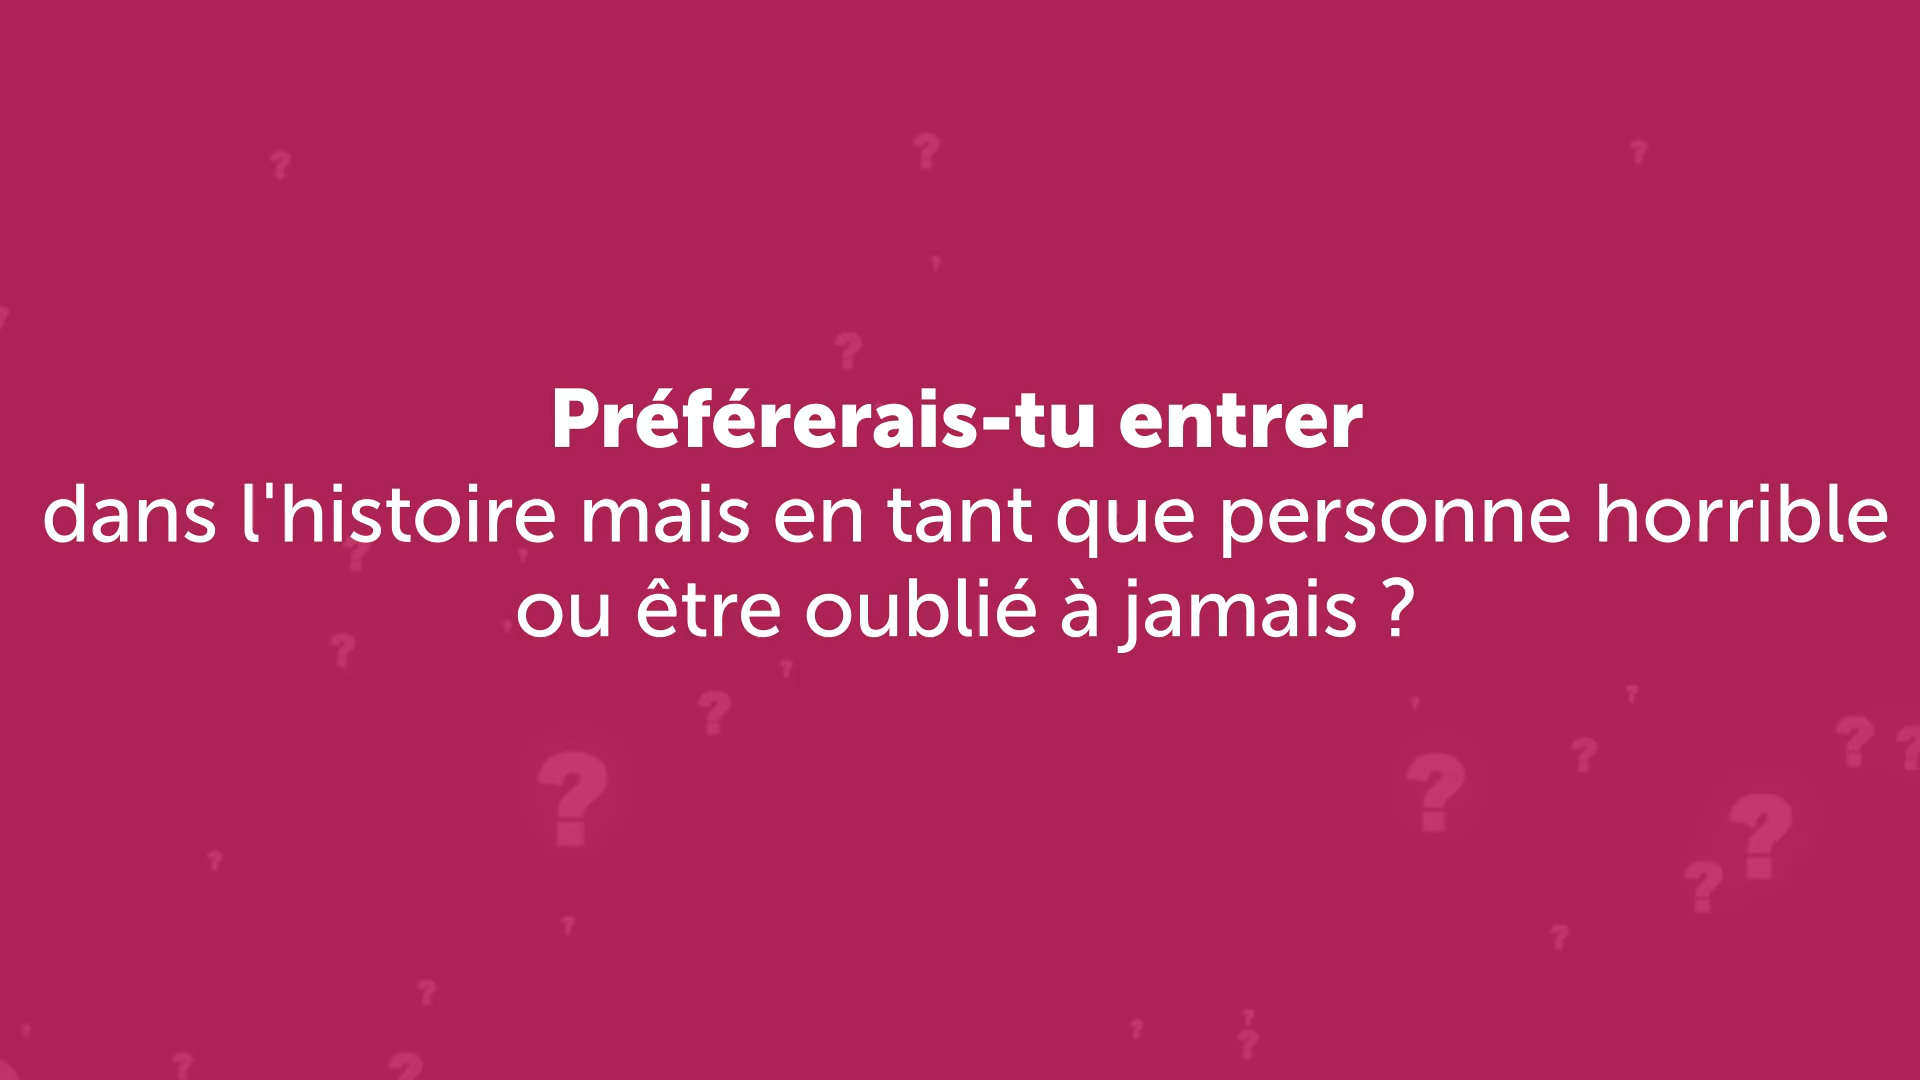 Préférerais-tu entrer
dans l'histoire mais en tant que personne horrible
ou être oublié à jamais ?